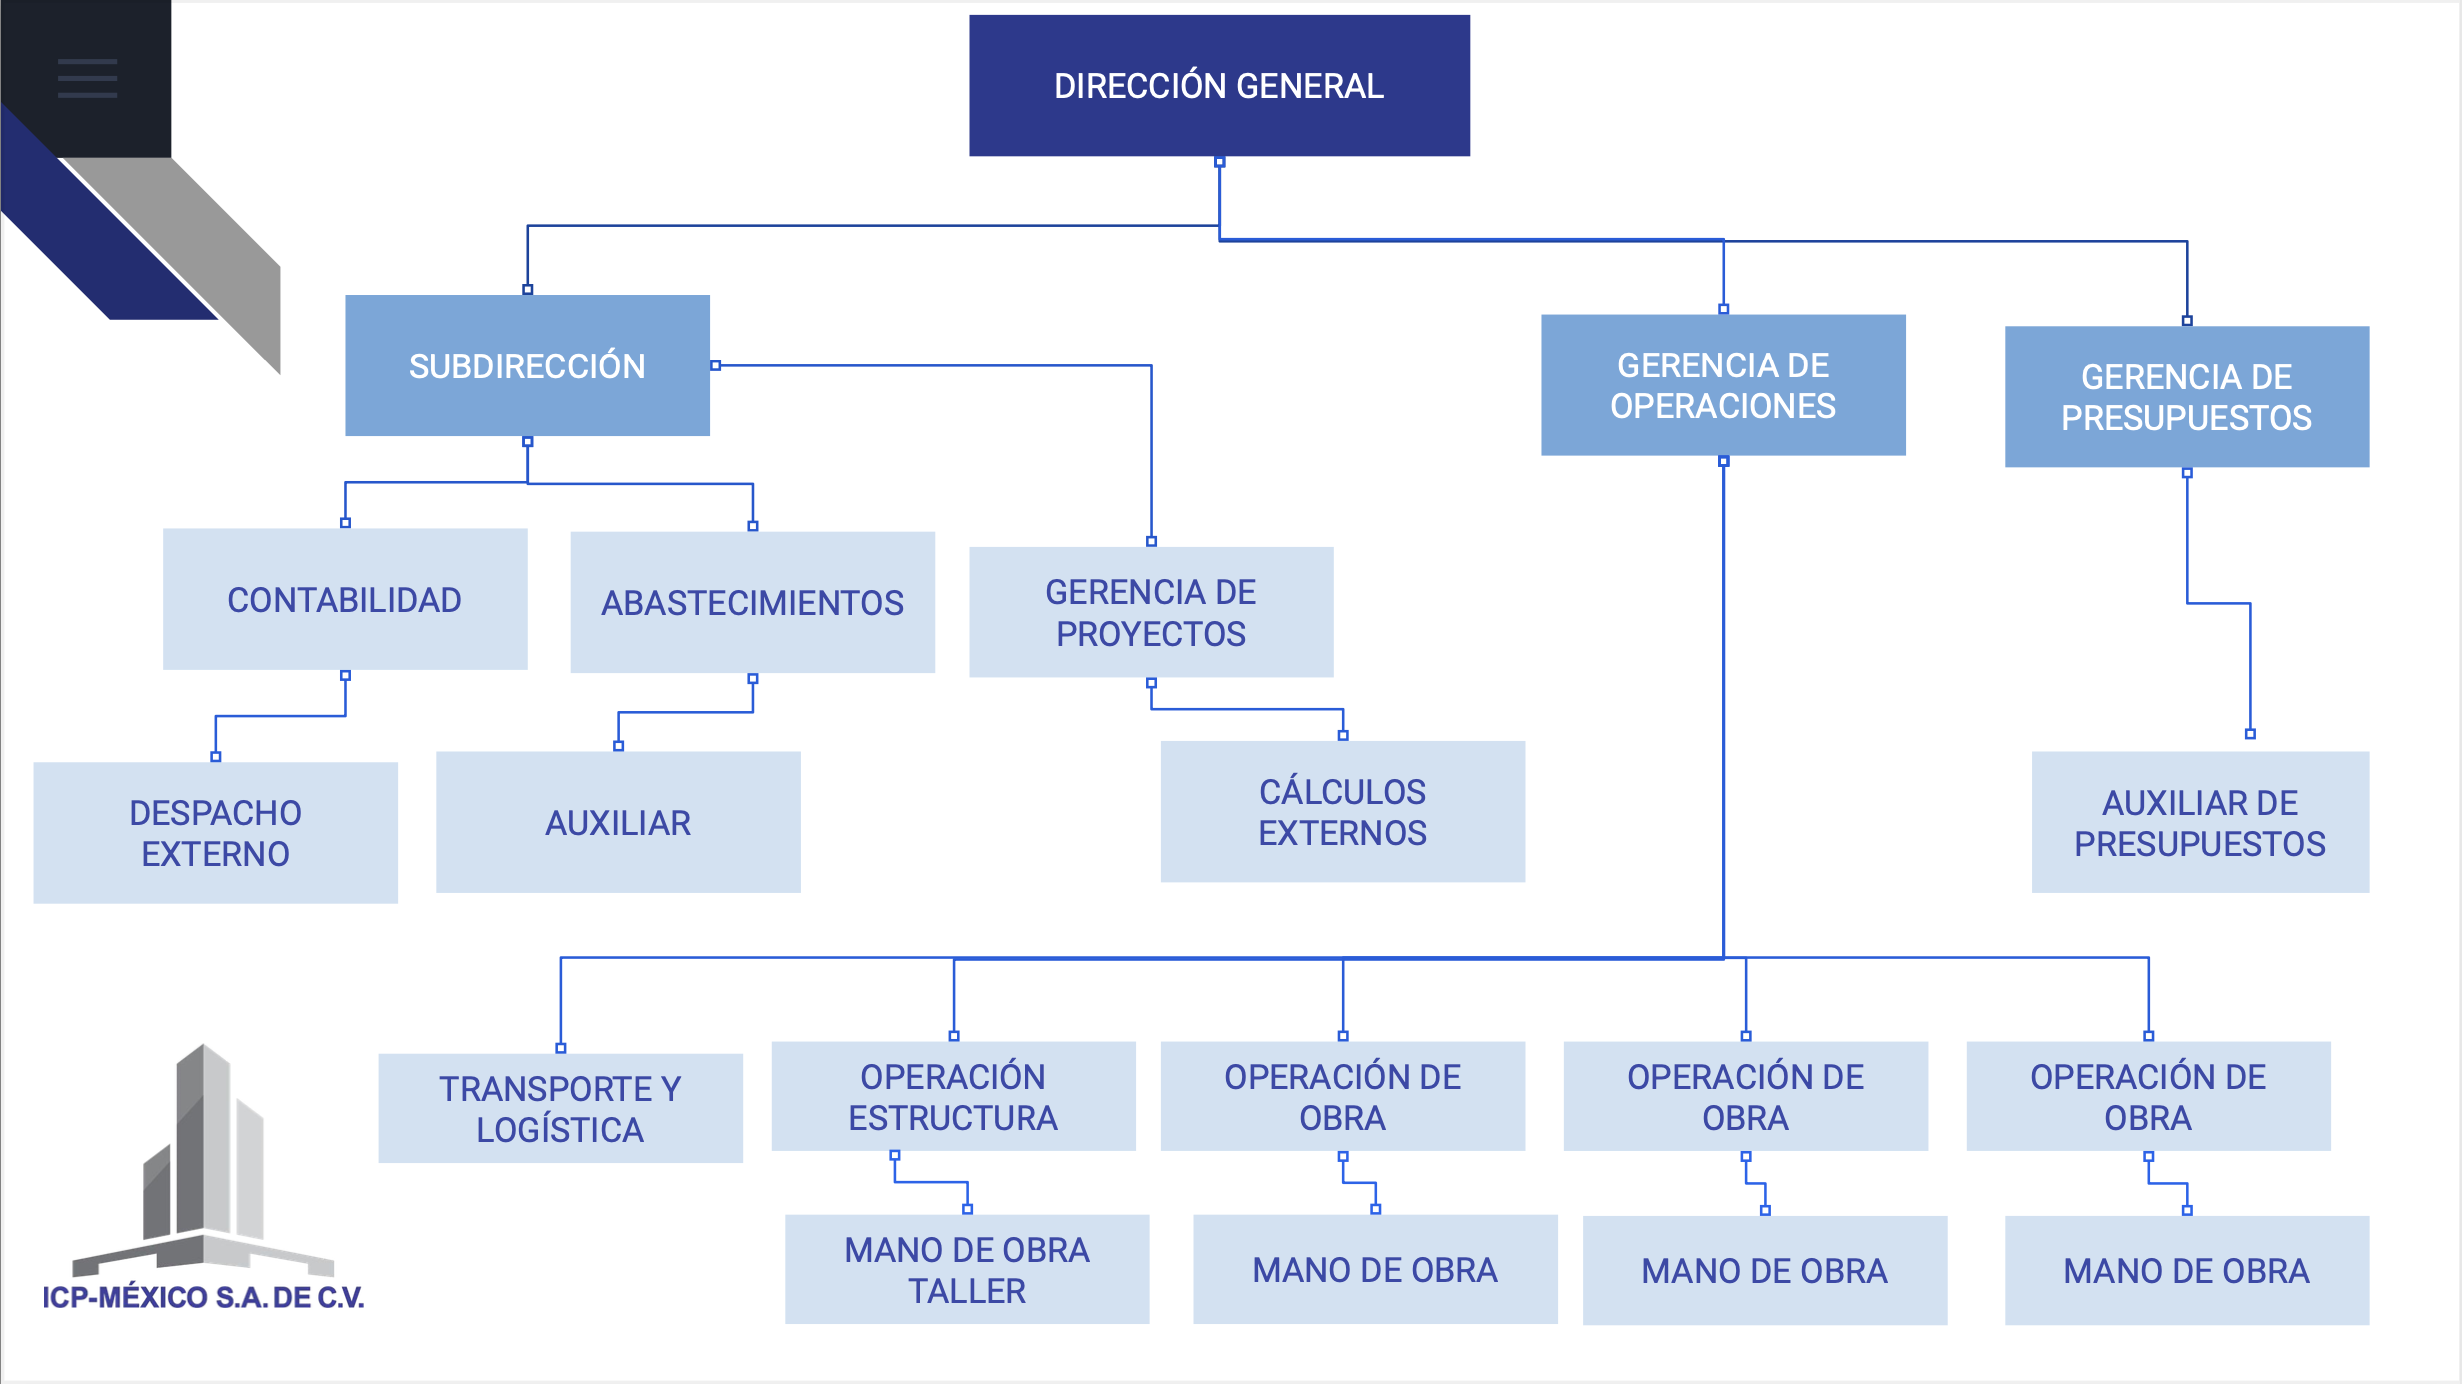 DIRECCIÓN GENERAL
SUBDIRECCIÓN
GERENCIA DE
OPERACIONES
GERENCIA DE
PRESUPUESTOS
CONTABILIDAD
ABASTECIMIENTOS
GERENCIA DE
PROYECTOS
DESPACHO
EXTERNO
AUXILIAR
CÁLCULOS
EXTERNOS
AUXILIAR DE
PRESUPUESTOS
TRANSPORTE Y
LOGÍSTICA
OPERACIÓN
ESTRUCTURA
OPERACIÓN DE
OBRA
OPERACIÓN DE
OBRA
OPERACIÓN DE
OBRA
MANO DE OBRA
TALLER
MANO DE OBRA
MANO DE OBRA
MANO DE OBRA
ICP-MÉXICO S.A. DE C.V.